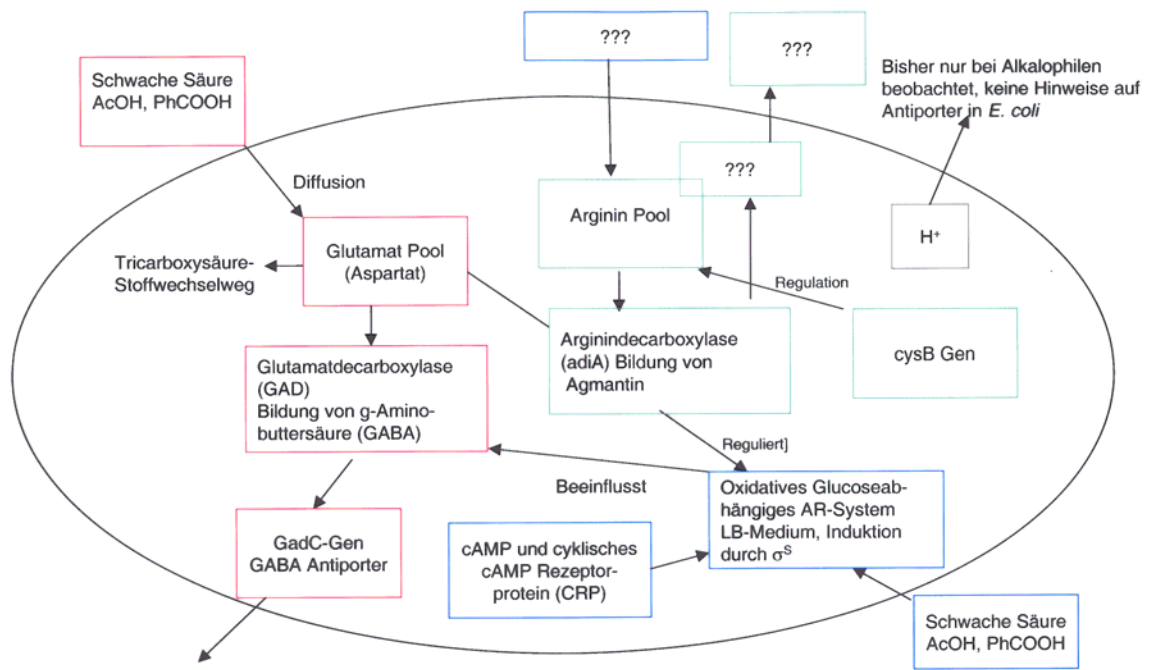 ???
???
Schwache Säure
AcOH, PhCOOH
Bisher nur bei Alkalophilen
beobachtet, keine Hinweise auf
Antiporter in E. coli
???
Diffusion
Arginin Pool
H⁺
Glutamat Pool
(Aspartat)
Tricarboxysäure-
Stoffwechselweg
Regulation
Arginindecarboxylase
(adiA) Bildung von
Agmantin
cysB Gen
Glutamatdecarboxylase
(GAD)
Bildung von g-Amino-
buttersäure (GABA)
Reguliert]
Beeinflusst
Oxidatives Glucoseab-
hängiges AR-System
LB-Medium, Induktion
durch σˢ
GadC-Gen
GABA Antiporter
cAMP und cyklisches
cAMP Rezeptor-
protein (CRP)
Schwache Säure
AcOH, PhCOOH